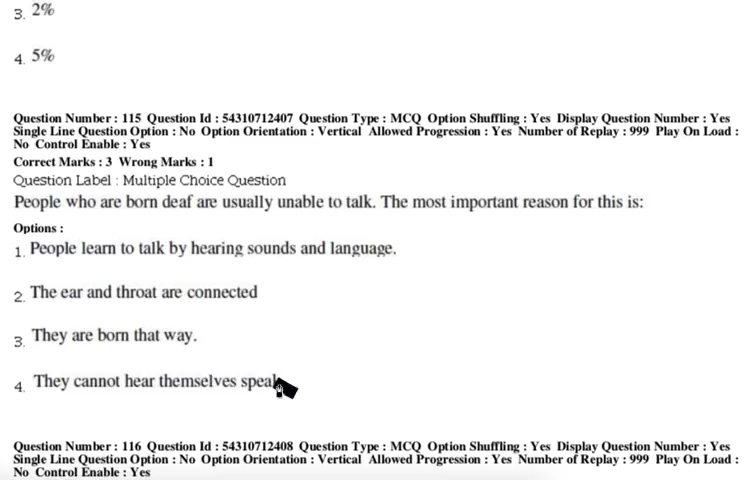 3. 2%
4. 5%
Question Number : 115 Question Id : 54310712407 Question Type : MCQ Option Shuffling : Yes Display Question Number : Yes
Single Line Question Option : No Option Orientation : Vertical Allowed Progression : Yes Number of Replay : 999 Play On Load :
No Control Enable : Yes
Correct Marks : 3 Wrong Marks : 1
Question Label : Multiple Choice Question
People who are born deaf are usually unable to talk. The most important reason for this is:
Options :
1. People learn to talk by hearing sounds and language.
2. The ear and throat are connected
3. They are born that way.
4. They cannot hear themselves speak
Question Number : 116 Question Id : 54310712408 Question Type : MCQ Option Shuffling : Yes Display Question Number : Yes
Single Line Question Option : No Option Orientation : Vertical Allowed Progression : Yes Number of Replay : 999 Play On Load :
No Control Enable : Yes